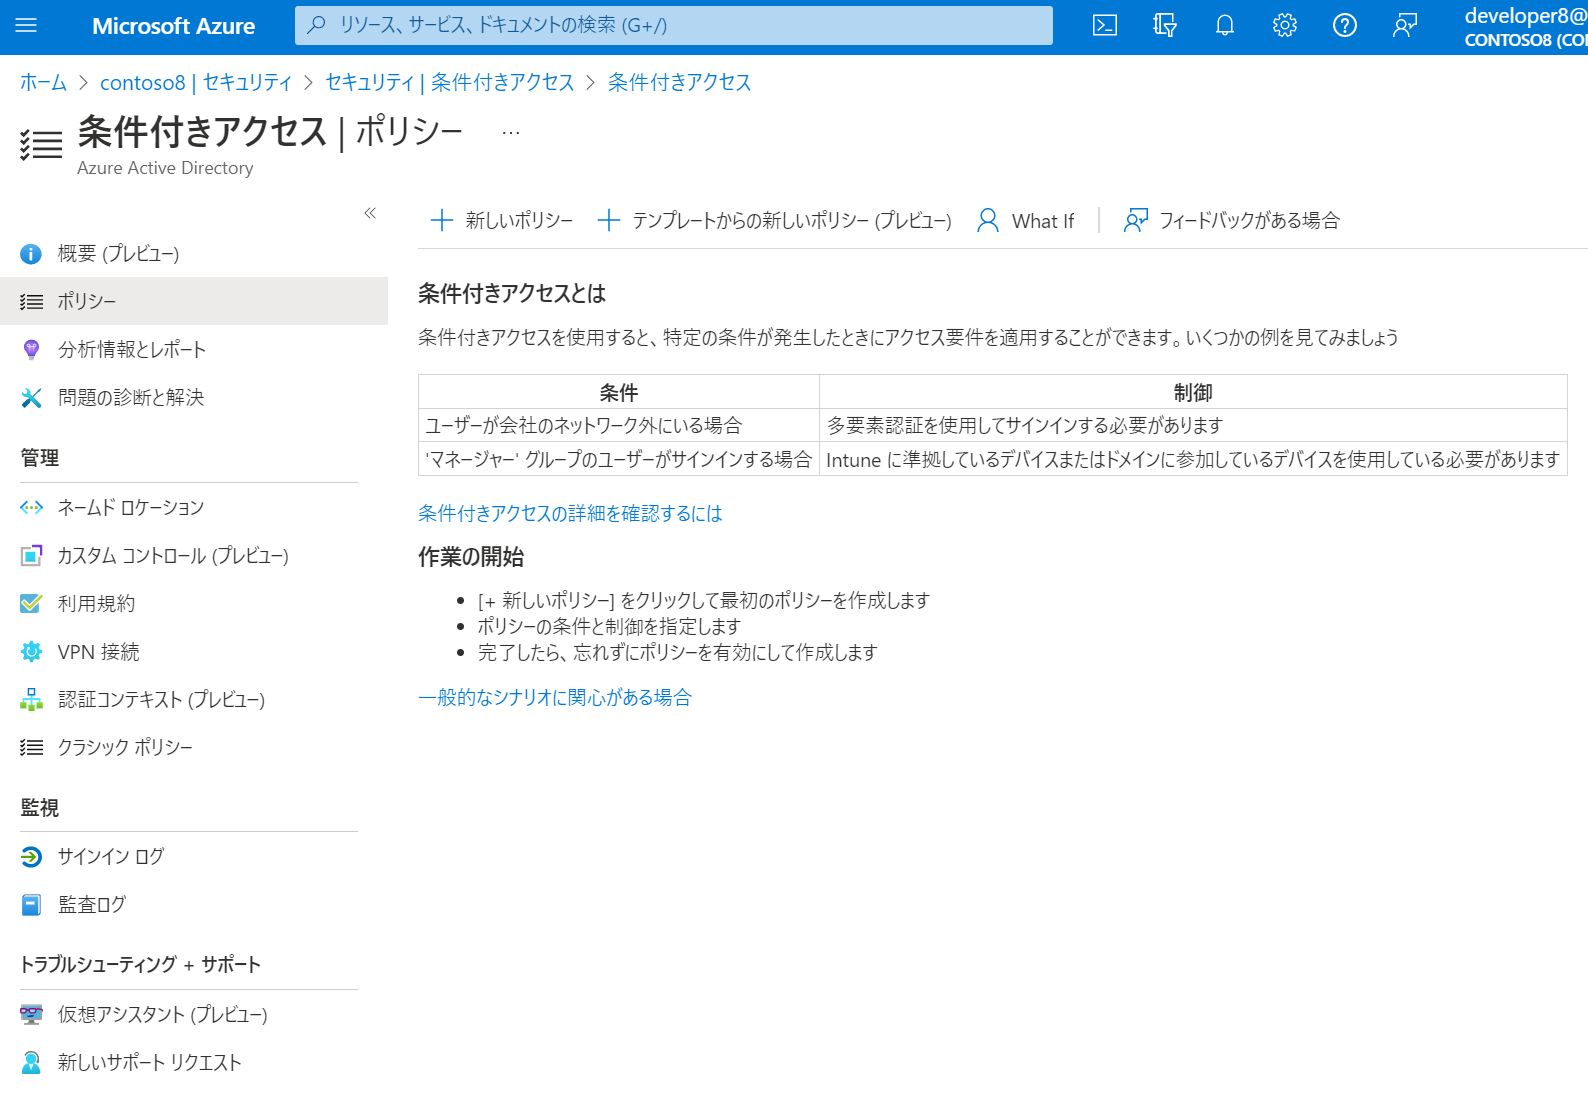 Microsoft Azure
リソース、サービス、ドキュメントの検索 (G+/)
developer8@
CONTOSO8 (CO
ホーム > contoso8 | セキュリティ > セキュリティ | 条件付きアクセス > 条件付きアクセス
条件付きアクセス | ポリシー ...
Azure Active Directory
«
+ 新しいポリシー + テンプレートからの新しいポリシー (プレビュー) What If フィードバックがある場合
概要 (プレビュー)
ポリシー
分析情報とレポート
問題の診断と解決
管理
ネームド ロケーション
カスタム コントロール (プレビュー)
利用規約
VPN 接続
認証コンテキスト (プレビュー)
クラシック ポリシー
監視
サインイン ログ
監査ログ
トラブルシューティング + サポート
仮想アシスタント (プレビュー)
新しいサポート リクエスト
条件付きアクセスとは
条件付きアクセスを使用すると、特定の条件が発生したときにアクセス要件を適用することができます。いくつかの例を見てみましょう
条件 制御
ユーザーが会社のネットワーク外にいる場合 多要素認証を使用してサインインする必要があります
'マネージャー' グループのユーザーがサインインする場合 Intune に準拠しているデバイスまたはドメインに参加しているデバイスを使用している必要があります
条件付きアクセスの詳細を確認するには
作業の開始
• [+ 新しいポリシー] をクリックして最初のポリシーを作成します
• ポリシーの条件と制御を指定します
• 完了したら、忘れずにポリシーを有効にして作成します
一般的なシナリオに関心がある場合